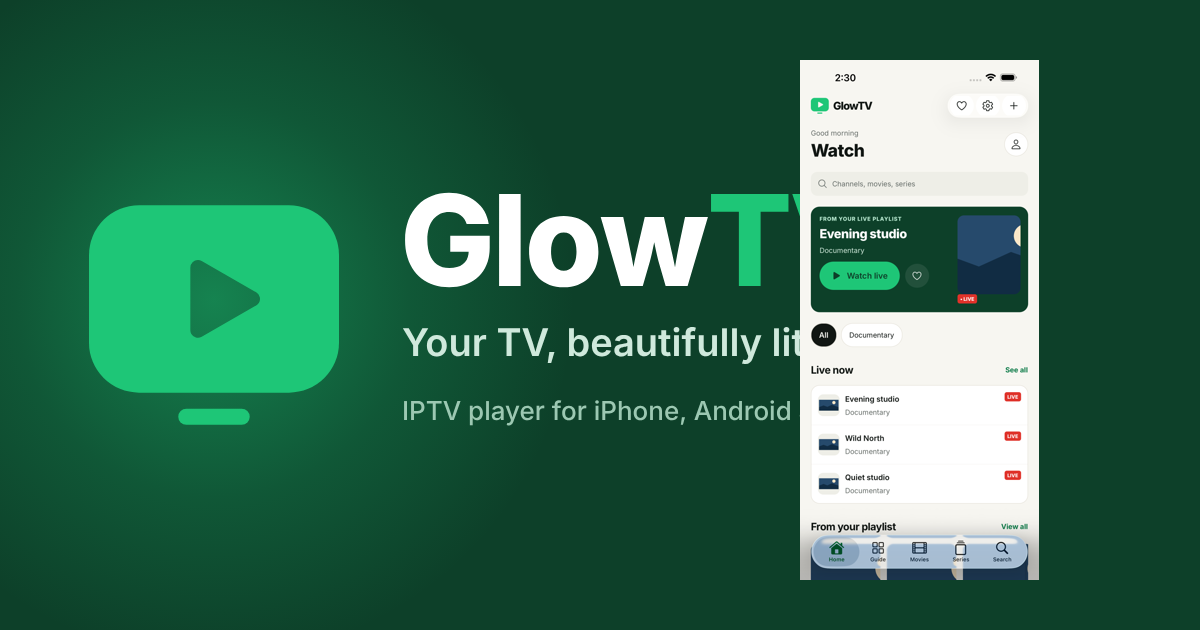 GlowT
Your TV, beautifully lit
IPTV player for iPhone, Android
2:30
GlowTV
Good morning
Watch
Channels, movies, series
FROM YOUR LIVE PLAYLIST
Evening studio
Documentary
Watch live
• LIVE
All
Documentary
Live now
See all
Evening studio
LIVE
Documentary
Wild North
LIVE
Documentary
Quiet studio
LIVE
Documentary
From your playlist
View all
Home
Guide
Movies
Series
Search